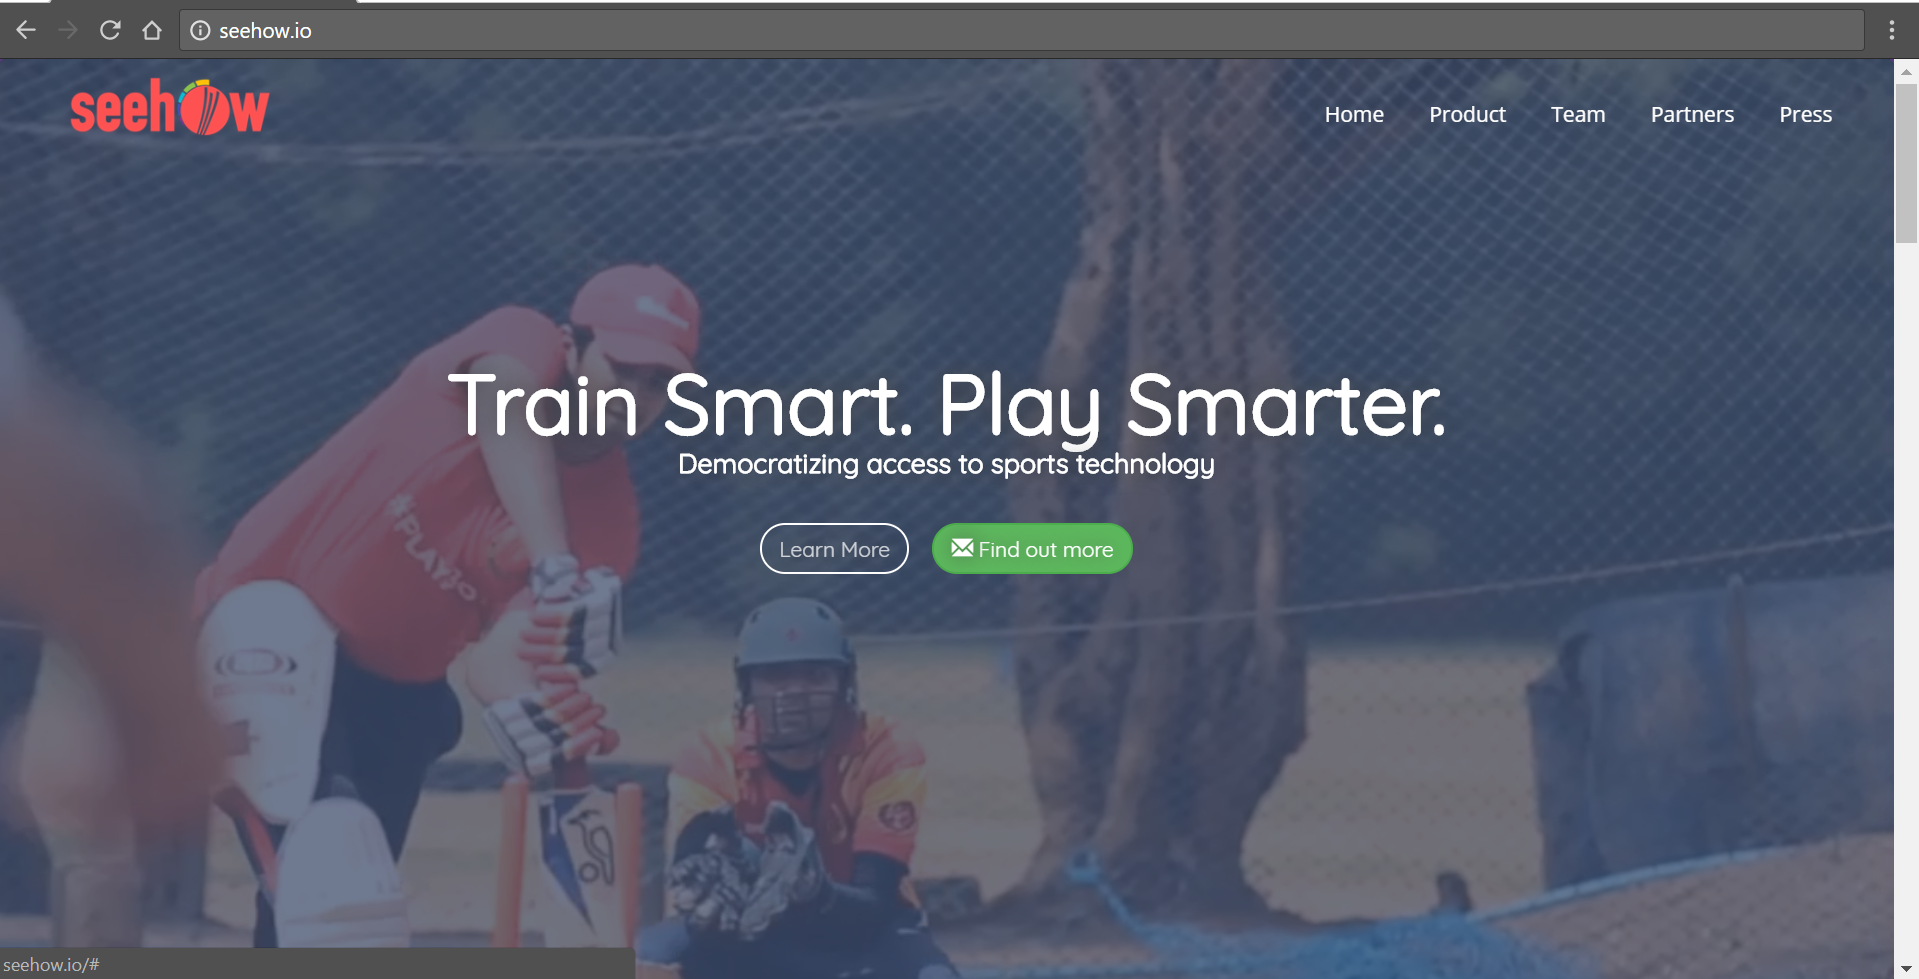 seehow.io
seehow
Home Product Team Partners Press
Train Smart. Play Smarter.
Democratizing access to sports technology
Learn More
Find out more
#PLAYJO
seehow.io/#